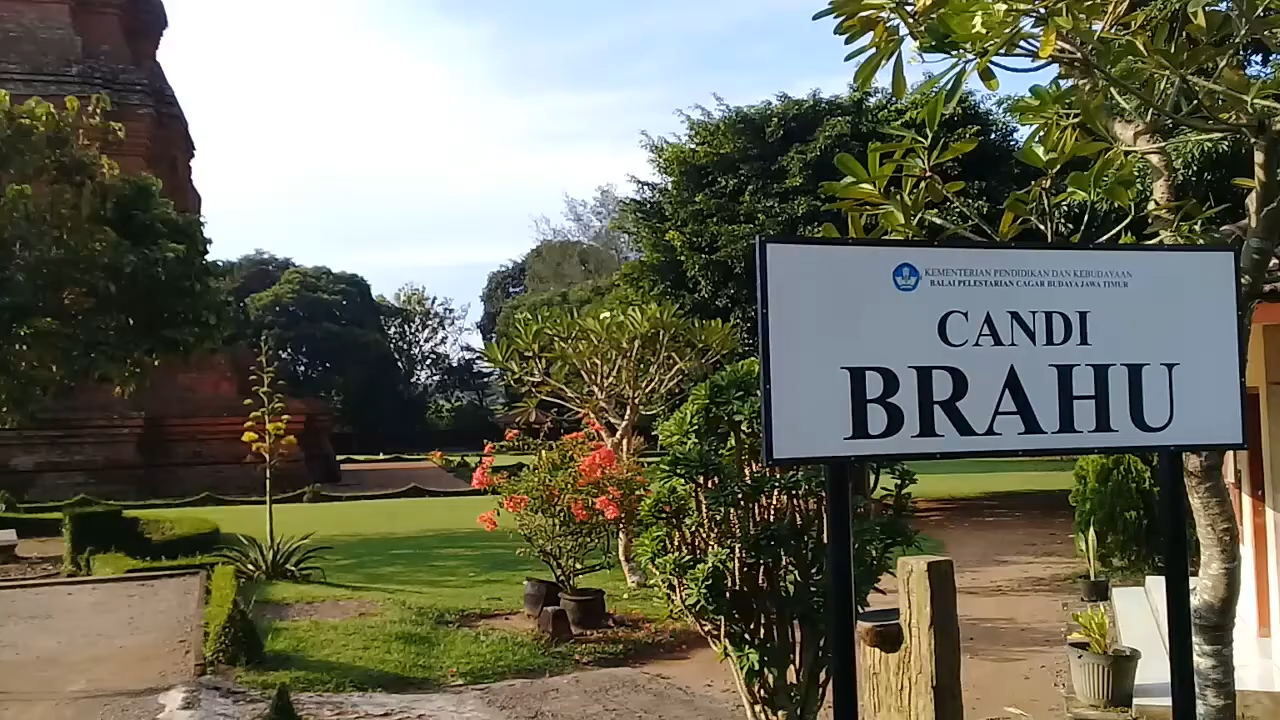 KEMENTERIAN PENDIDIKAN DAN KEBUDAYAAN
BALAI PELESTARIAN CAGAR BUDAYA JAWA TIMUR
CANDI
BRAHU